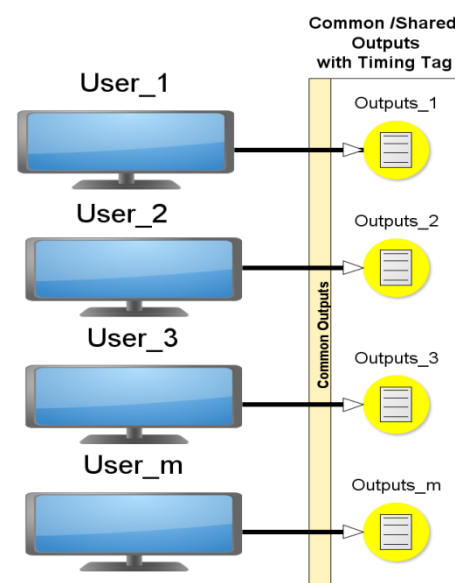 Common /Shared
Outputs
with Timing Tag
User_1
Outputs_1
User_2
Outputs_2
User_3
Outputs_3
User_m
Outputs_m
Common Outputs